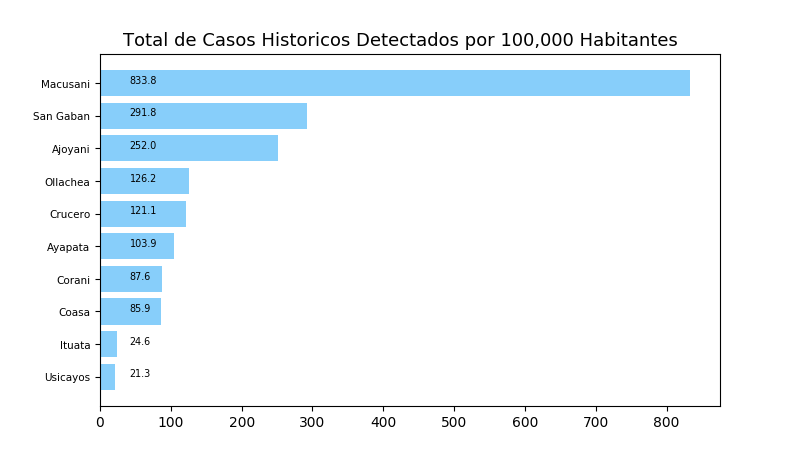 Total de Casos Historicos Detectados por 100,000 Habitantes
Macusani 833.8
San Gaban 291.8
Ajoyani 252.0
Ollachea 126.2
Crucero 121.1
Ayapata 103.9
Corani 87.6
Coasa 85.9
Ituata 24.6
Usicayos 21.3
0 100 200 300 400 500 600 700 800